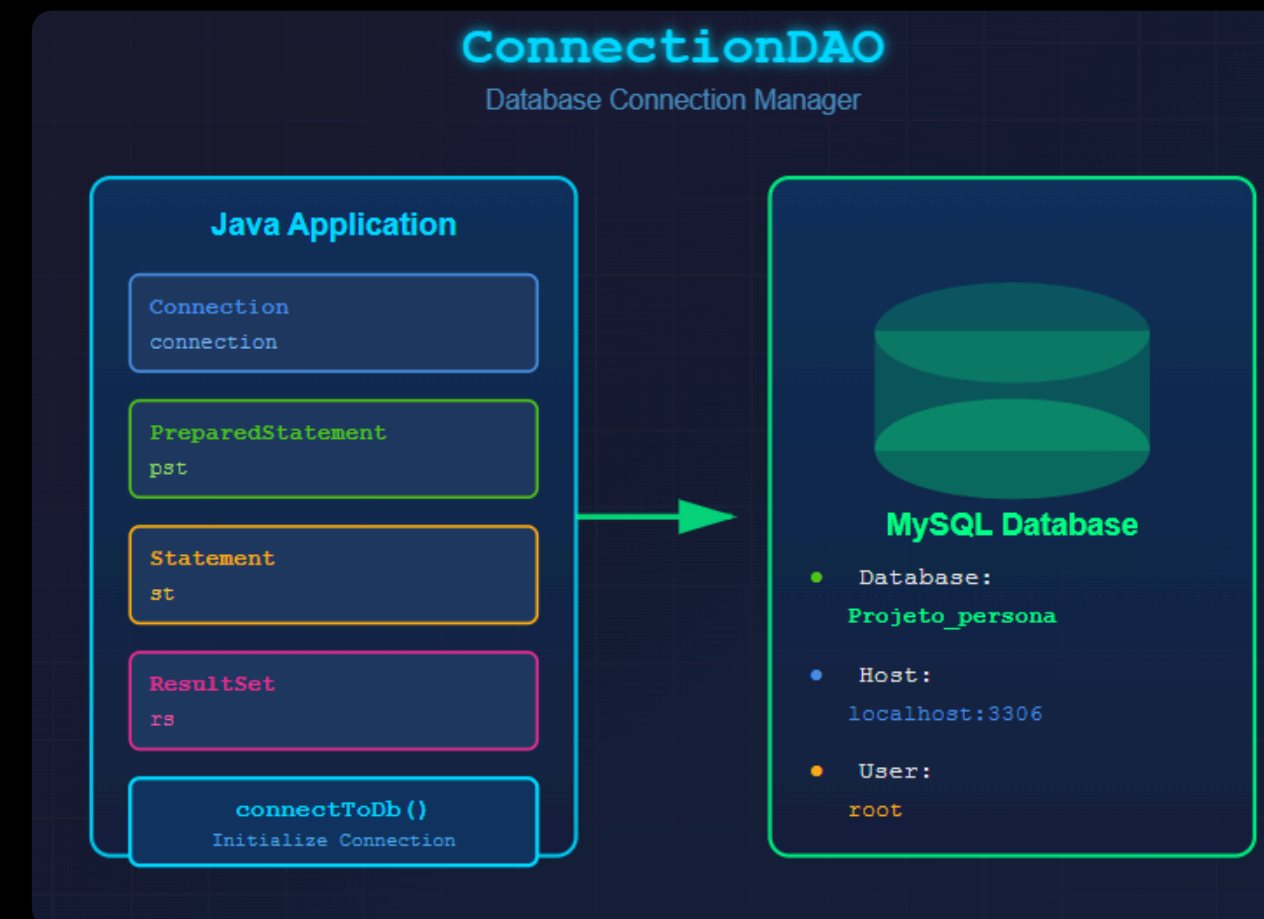 ConnectionDAO
Database Connection Manager
Java Application
Connection
connection
PreparedStatement
pst
Statement
st
ResultSet
rs
connectToDb()
Initialize Connection
MySQL Database
Database:
Projeto_persona
Host:
localhost:3306
User:
root